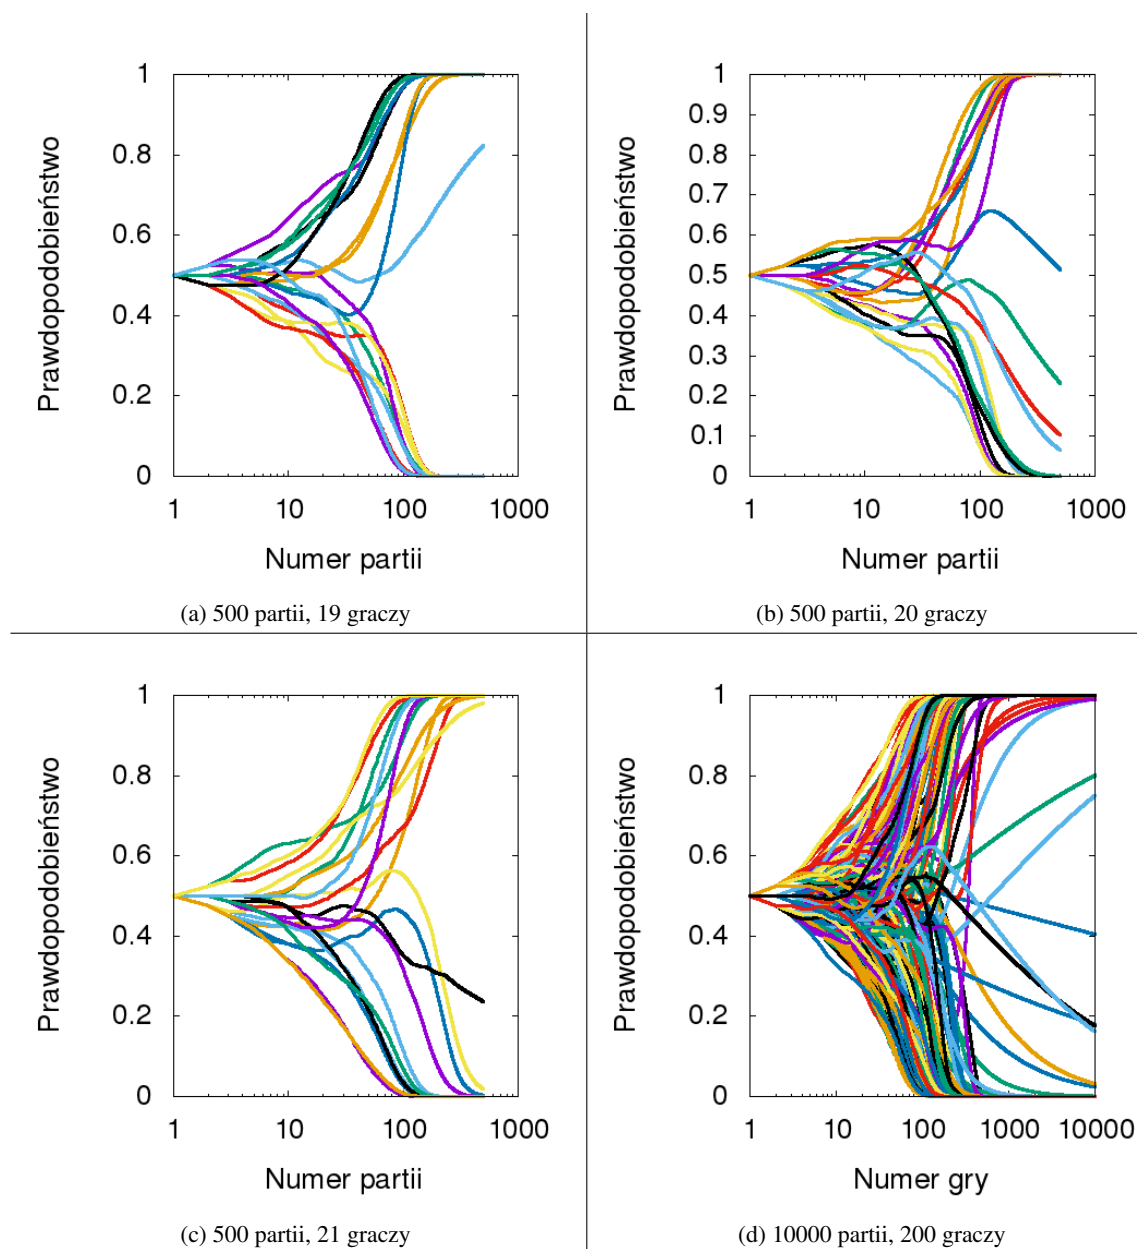 1
0.8
0.6
0.4
0.2
0
Prawdopodobieństwo
1 10 100 1000
Numer partii
(a) 500 partii, 19 graczy
1
0.9
0.8
0.7
0.6
0.5
0.4
0.3
0.2
0.1
0
Prawdopodobieństwo
1 10 100 1000
Numer partii
(b) 500 partii, 20 graczy
1
0.8
0.6
0.4
0.2
0
Prawdopodobieństwo
1 10 100 1000
Numer partii
(c) 500 partii, 21 graczy
1
0.8
0.6
0.4
0.2
0
Prawdopodobieństwo
1 10 100 1000 10000
Numer gry
(d) 10000 partii, 200 graczy